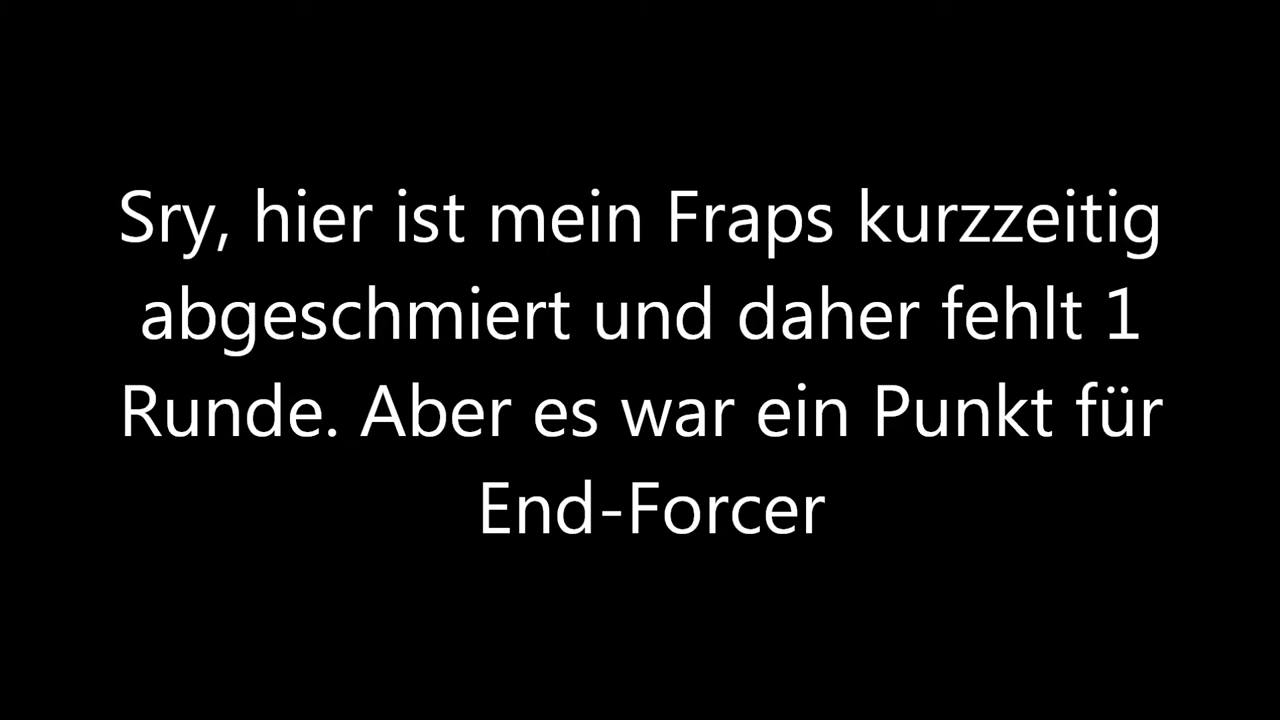 Sry, hier ist mein Fraps kurzzeitig
abgeschmiert und daher fehlt 1
Runde. Aber es war ein Punkt für
End-Forcer